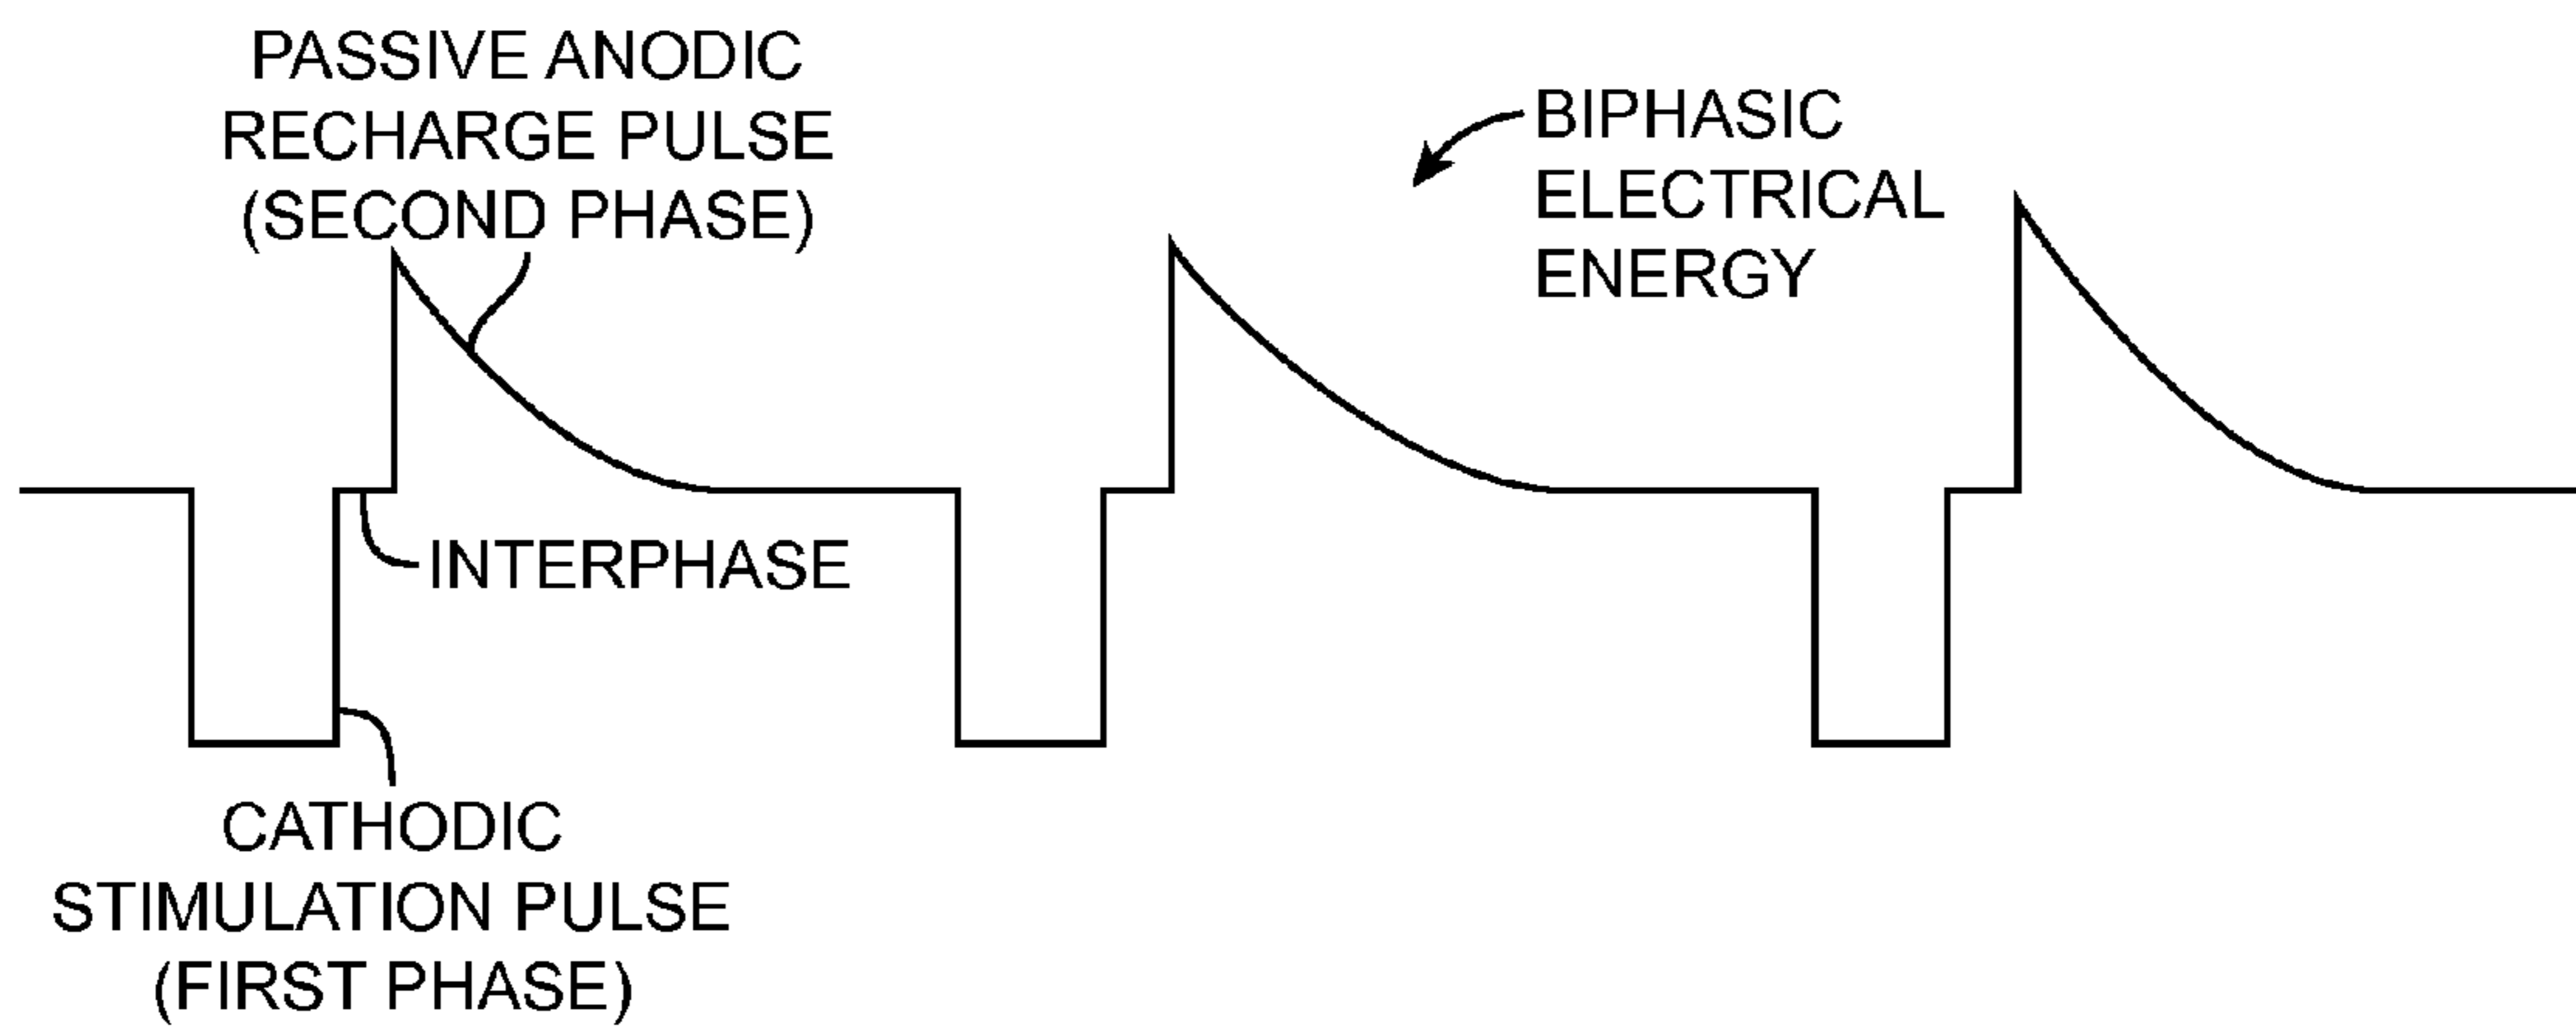 PASSIVE ANODIC
RECHARGE PULSE
(SECOND PHASE)
BIPHASIC
ELECTRICAL
ENERGY
INTERPHASE
CATHODIC
STIMULATION PULSE
(FIRST PHASE)